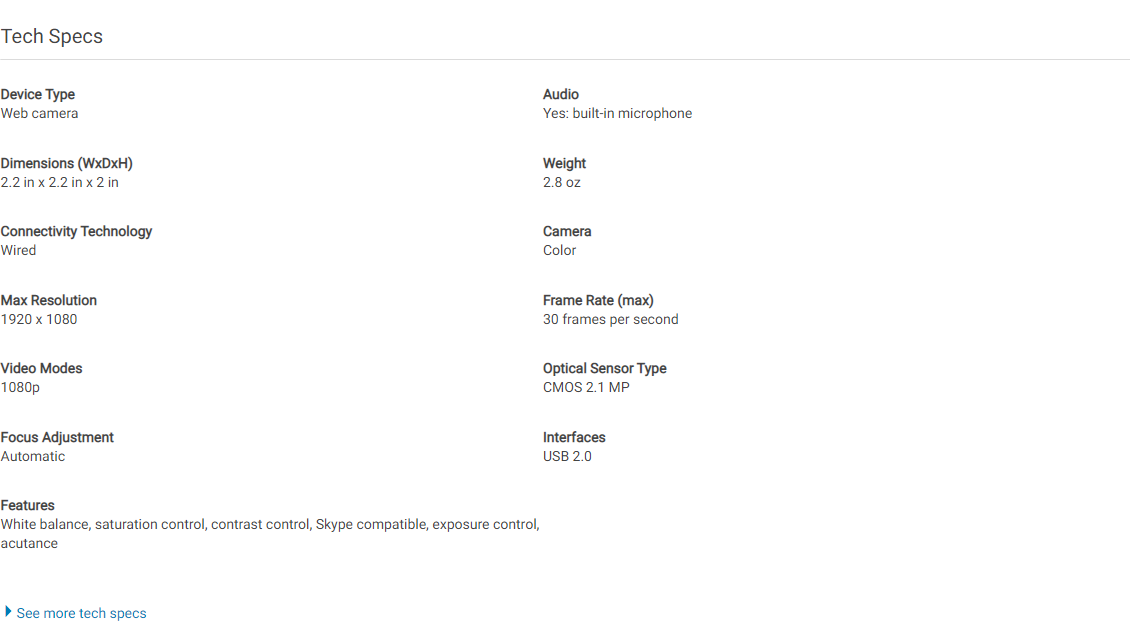 Tech Specs
Device Type
Web camera
Audio
Yes: built-in microphone
Dimensions (WxDxH)
2.2 in x 2.2 in x 2 in
Weight
2.8 oz
Connectivity Technology
Wired
Camera
Color
Max Resolution
1920 x 1080
Frame Rate (max)
30 frames per second
Video Modes
1080p
Optical Sensor Type
CMOS 2.1 MP
Focus Adjustment
Automatic
Interfaces
USB 2.0
Features
White balance, saturation control, contrast control, Skype compatible, exposure control,
acutance
See more tech specs